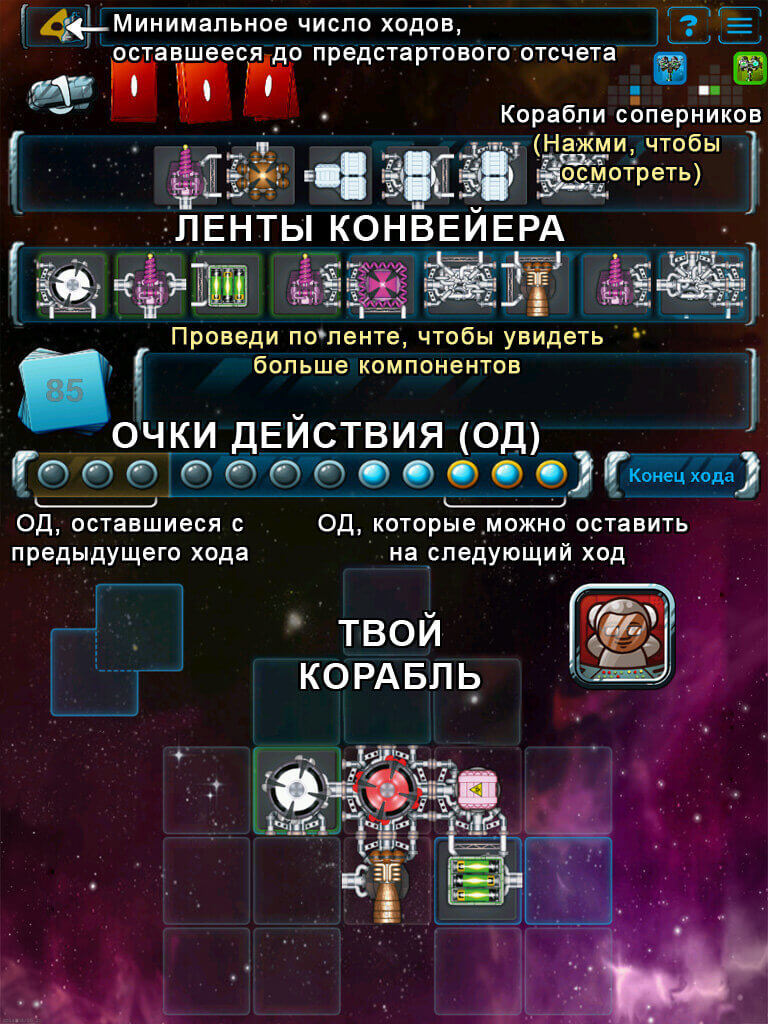 Минимальное число ходов,
оставшееся до предстартового отсчета
?
Корабли соперников
(Нажми, чтобы
осмотреть)
ЛЕНТЫ КОНВЕЙЕРА
Проведи по ленте, чтобы увидеть
больше компонентов
85
ОЧКИ ДЕЙСТВИЯ (ОД)
Конец хода
ОД, оставшиеся с
предыдущего хода
ОД, которые можно оставить
на следующий ход
ТВОЙ
КОРАБЛЬ